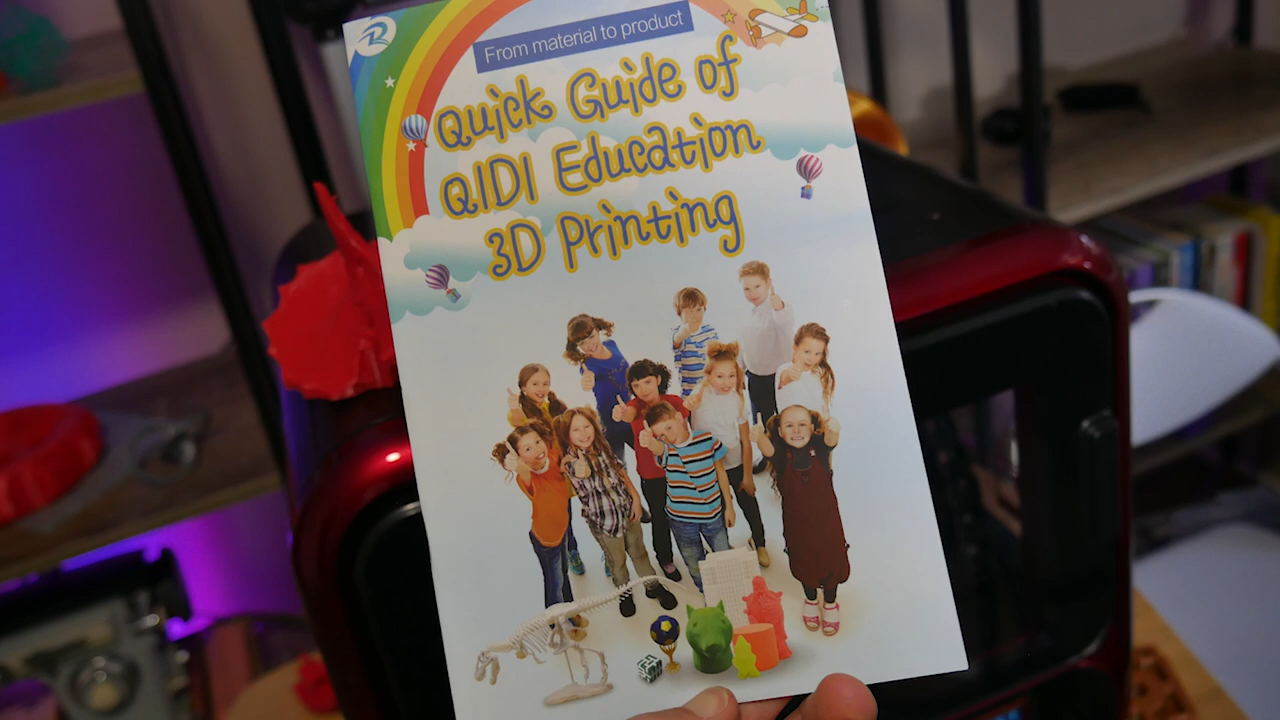 From material to product
Quick Guide of
QIDI Education
3D Printing